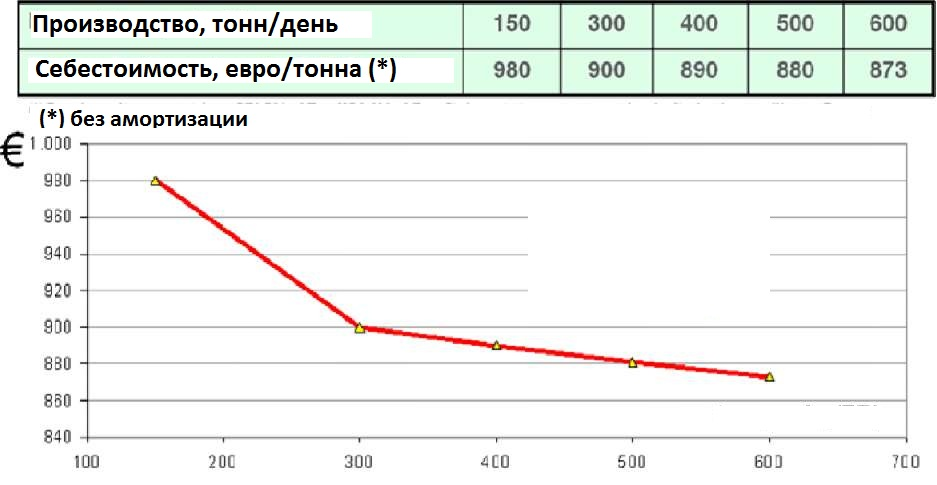 Производство, тонн/день 150 300 400 500 600
Себестоимость, евро/тонна (*) 980 900 890 880 873
(*) без амортизации
€
1.000
980
960
940
920
900
880
860
840
100 200 300 400 500 600 700